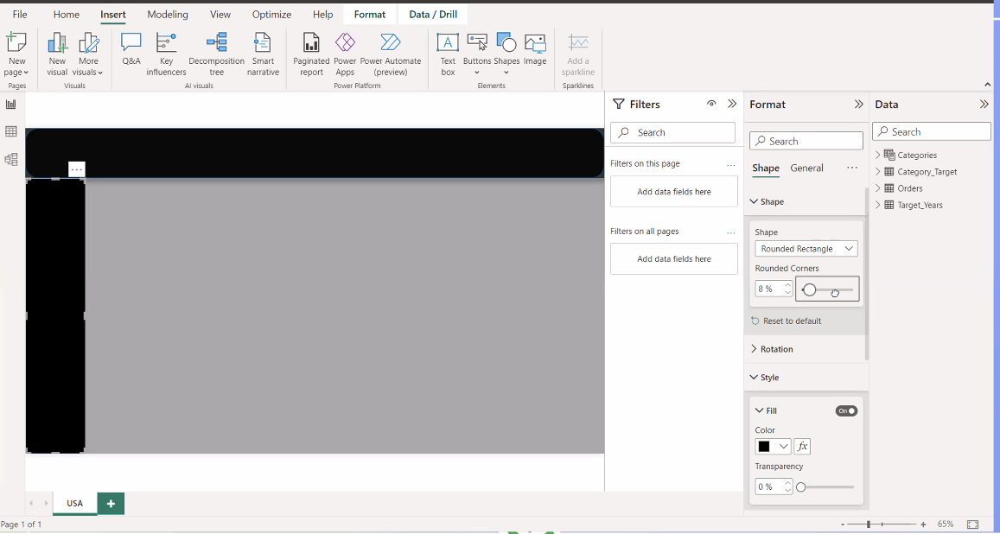 File Home Insert Modeling View Optimize Help Format Data / Drill
New page
New visual
More visuals
Q&A
Key influencers
Decomposition tree
Smart narrative
Paginated report
Power Apps
Power Automate (preview)
Text box
Buttons
Shapes
Image
Add a sparkline
Pages
Visuals
AI visuals
Power Platform
Elements
Sparklines
...
Filters
Search
Filters on this page ...
Add data fields here
Filters on all pages ...
Add data fields here
Format
Search
Shape General ...
Shape
Shape
Rounded Rectangle
Rounded Corners
8 %
Reset to default
Rotation
Style
Fill On
Color
fx
Transparency
0 %
Data
Search
Categories
Category_Target
Orders
Target_Years
USA +
Page 1 of 1
- + 65%